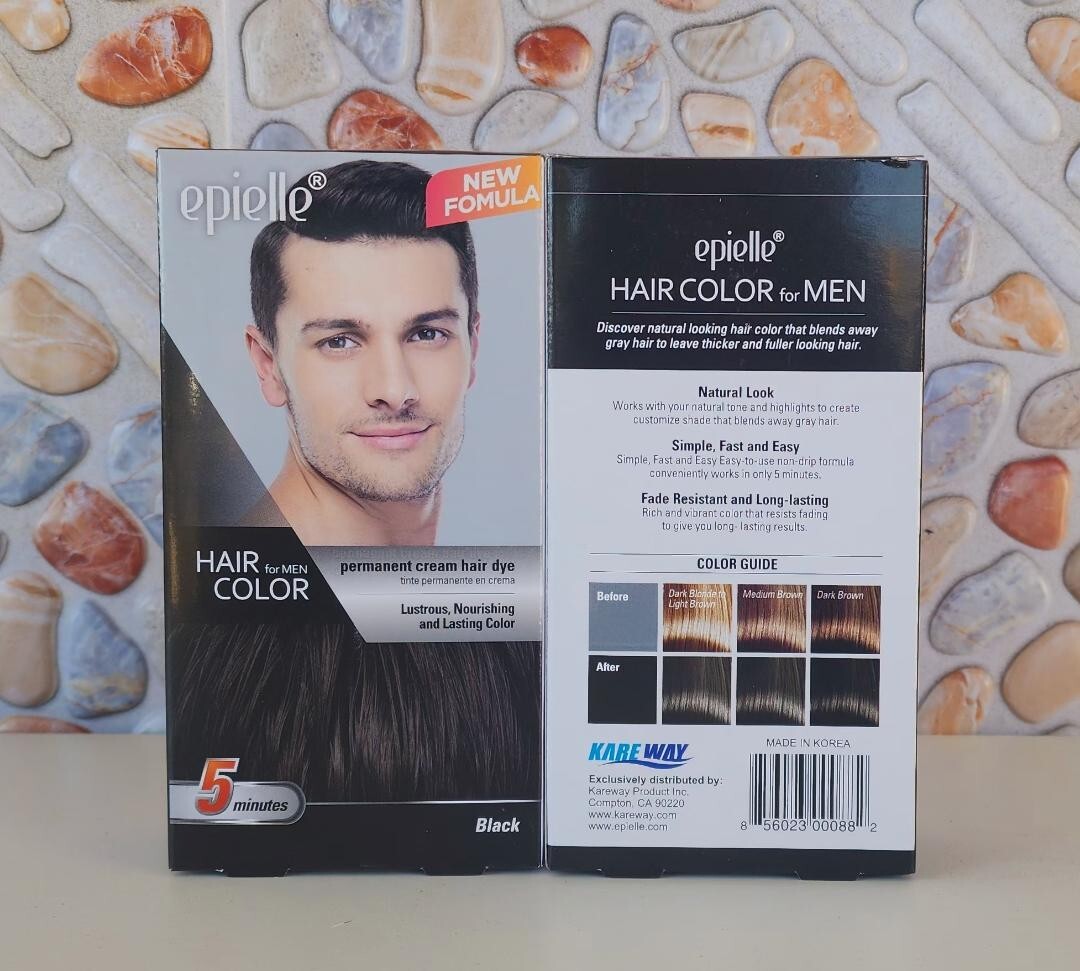 epielle®
NEW
FOMULA
HAIR for MEN
COLOR
permanent cream hair dye
tinte permanente en crema
Lustrous, Nourishing
and Lasting Color
5 minutes
Black
epielle®
HAIR COLOR for MEN
Discover natural looking hair color that blends away
gray hair to leave thicker and fuller looking hair.
Natural Look
Works with your natural tone and highlights to create
customize shade that blends away gray hair.
Simple, Fast and Easy
Simple, Fast and Easy Easy-to-use non-drip formula
conveniently works in only 5 minutes.
Fade Resistant and Long-lasting
Rich and vibrant color that resists fading
to give you long- lasting results.
COLOR GUIDE
Before
Dark Blonde to
Light Brown
Medium Brown
Dark Brown
After
KAREWAY
MADE IN KOREA
Exclusively distributed by:
Kareway Product Inc.
Compton, CA 90220
www.kareway.com
www.epielle.com
8 56023 00088 2